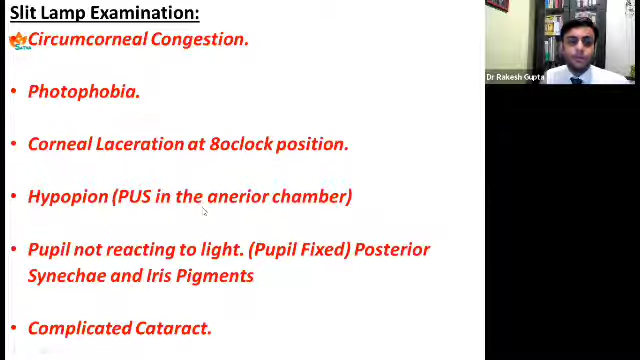 Slit Lamp Examination:
Circumcorneal Congestion.
Photophobia.
Corneal Laceration at 8oclock position.
Hypopion (PUS in the anerior chamber)
Pupil not reacting to light. (Pupil Fixed) Posterior
Synechae and Iris Pigments
Complicated Cataract.
Dr Rakesh Gupta